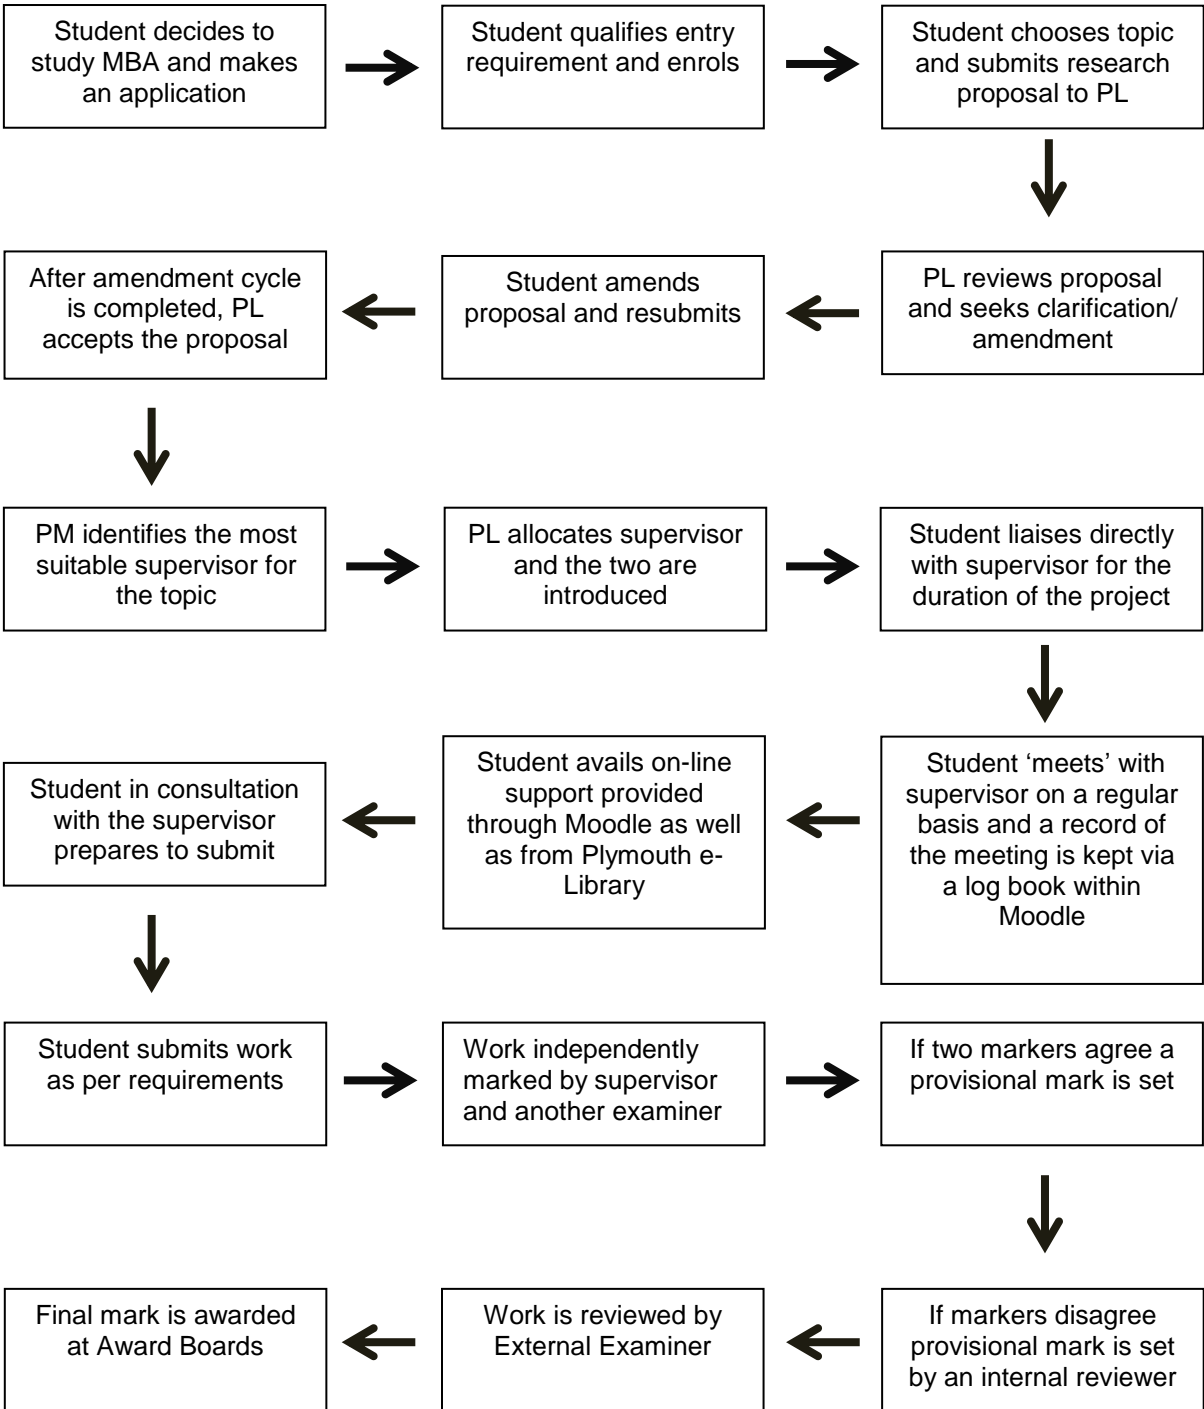 Student decides to
study MBA and makes
an application
Student qualifies entry
requirement and enrols
Student chooses topic
and submits research
proposal to PL
PL reviews proposal
and seeks clarification/
amendment
Student amends
proposal and resubmits
After amendment cycle
is completed, PL
accepts the proposal
PM identifies the most
suitable supervisor for
the topic
PL allocates supervisor
and the two are
introduced
Student liaises directly
with supervisor for the
duration of the project
Student ‘meets’ with
supervisor on a regular
basis and a record of
the meeting is kept via
a log book within
Moodle
Student avails on-line
support provided
through Moodle as well
as from Plymouth e-
Library
Student in consultation
with the supervisor
prepares to submit
Student submits work
as per requirements
Work independently
marked by supervisor
and another examiner
If two markers agree a
provisional mark is set
If markers disagree
provisional mark is set
by an internal reviewer
Work is reviewed by
External Examiner
Final mark is awarded
at Award Boards